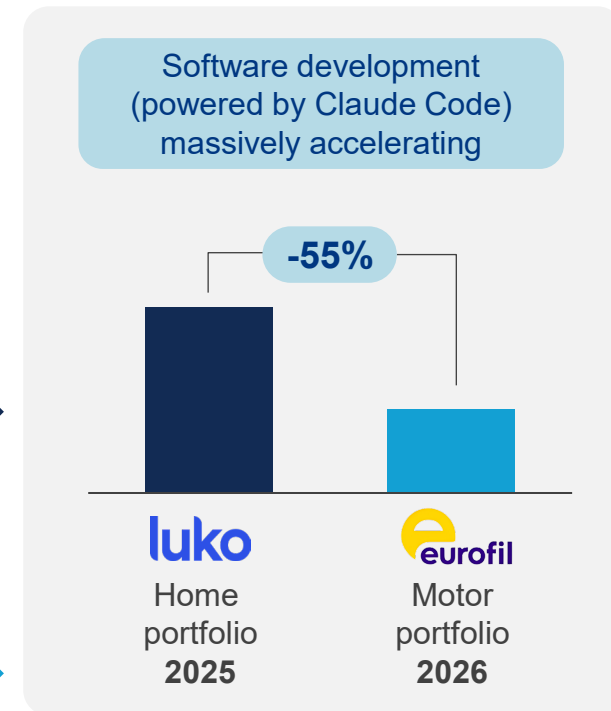 Software development
(powered by Claude Code)
massively accelerating
-55%
luko
eurofil
Home
portfolio
2025
Motor
portfolio
2026